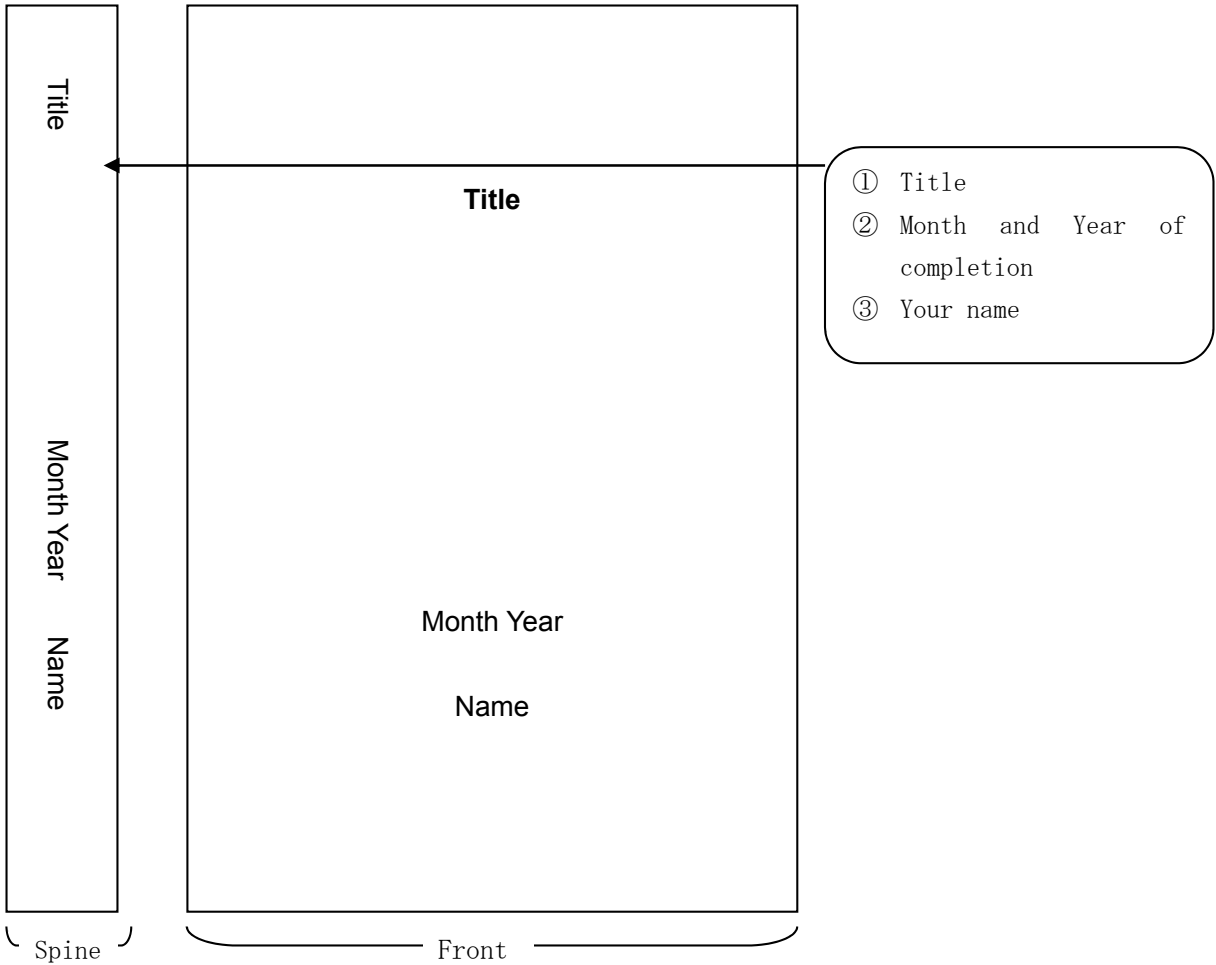 Title
Month Year
Name
Title
Month Year
Name
① Title
② Month and Year of
completion
③ Your name
Spine
Front